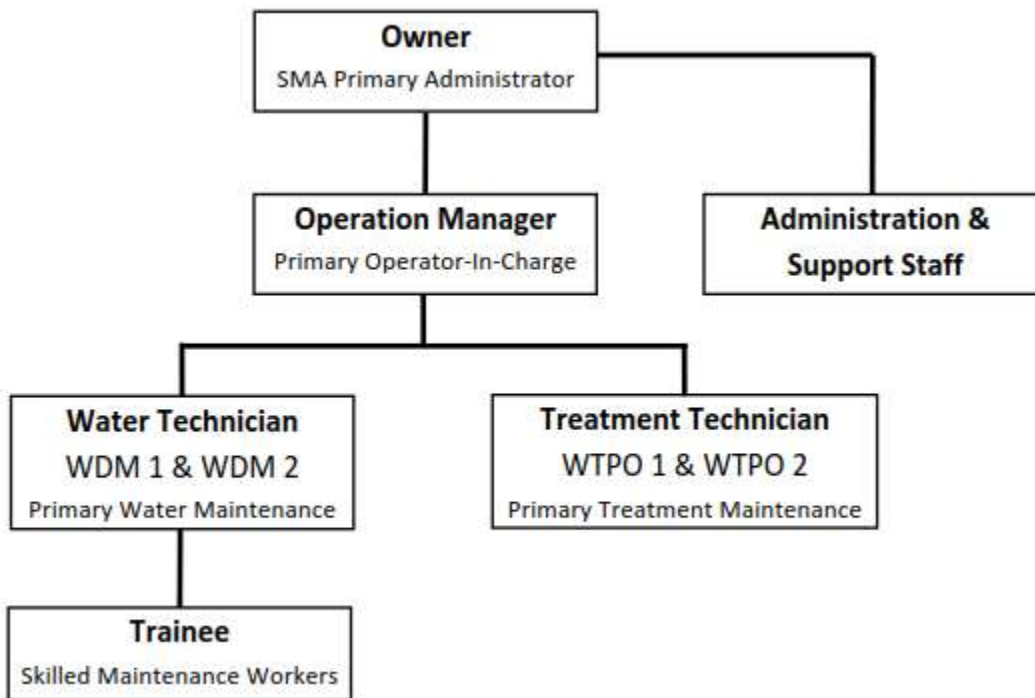 Owner
SMA Primary Administrator
Operation Manager
Primary Operator-In-Charge
Administration &
Support Staff
Water Technician
WDM 1 & WDM 2
Primary Water Maintenance
Treatment Technician
WTPO 1 & WTPO 2
Primary Treatment Maintenance
Trainee
Skilled Maintenance Workers